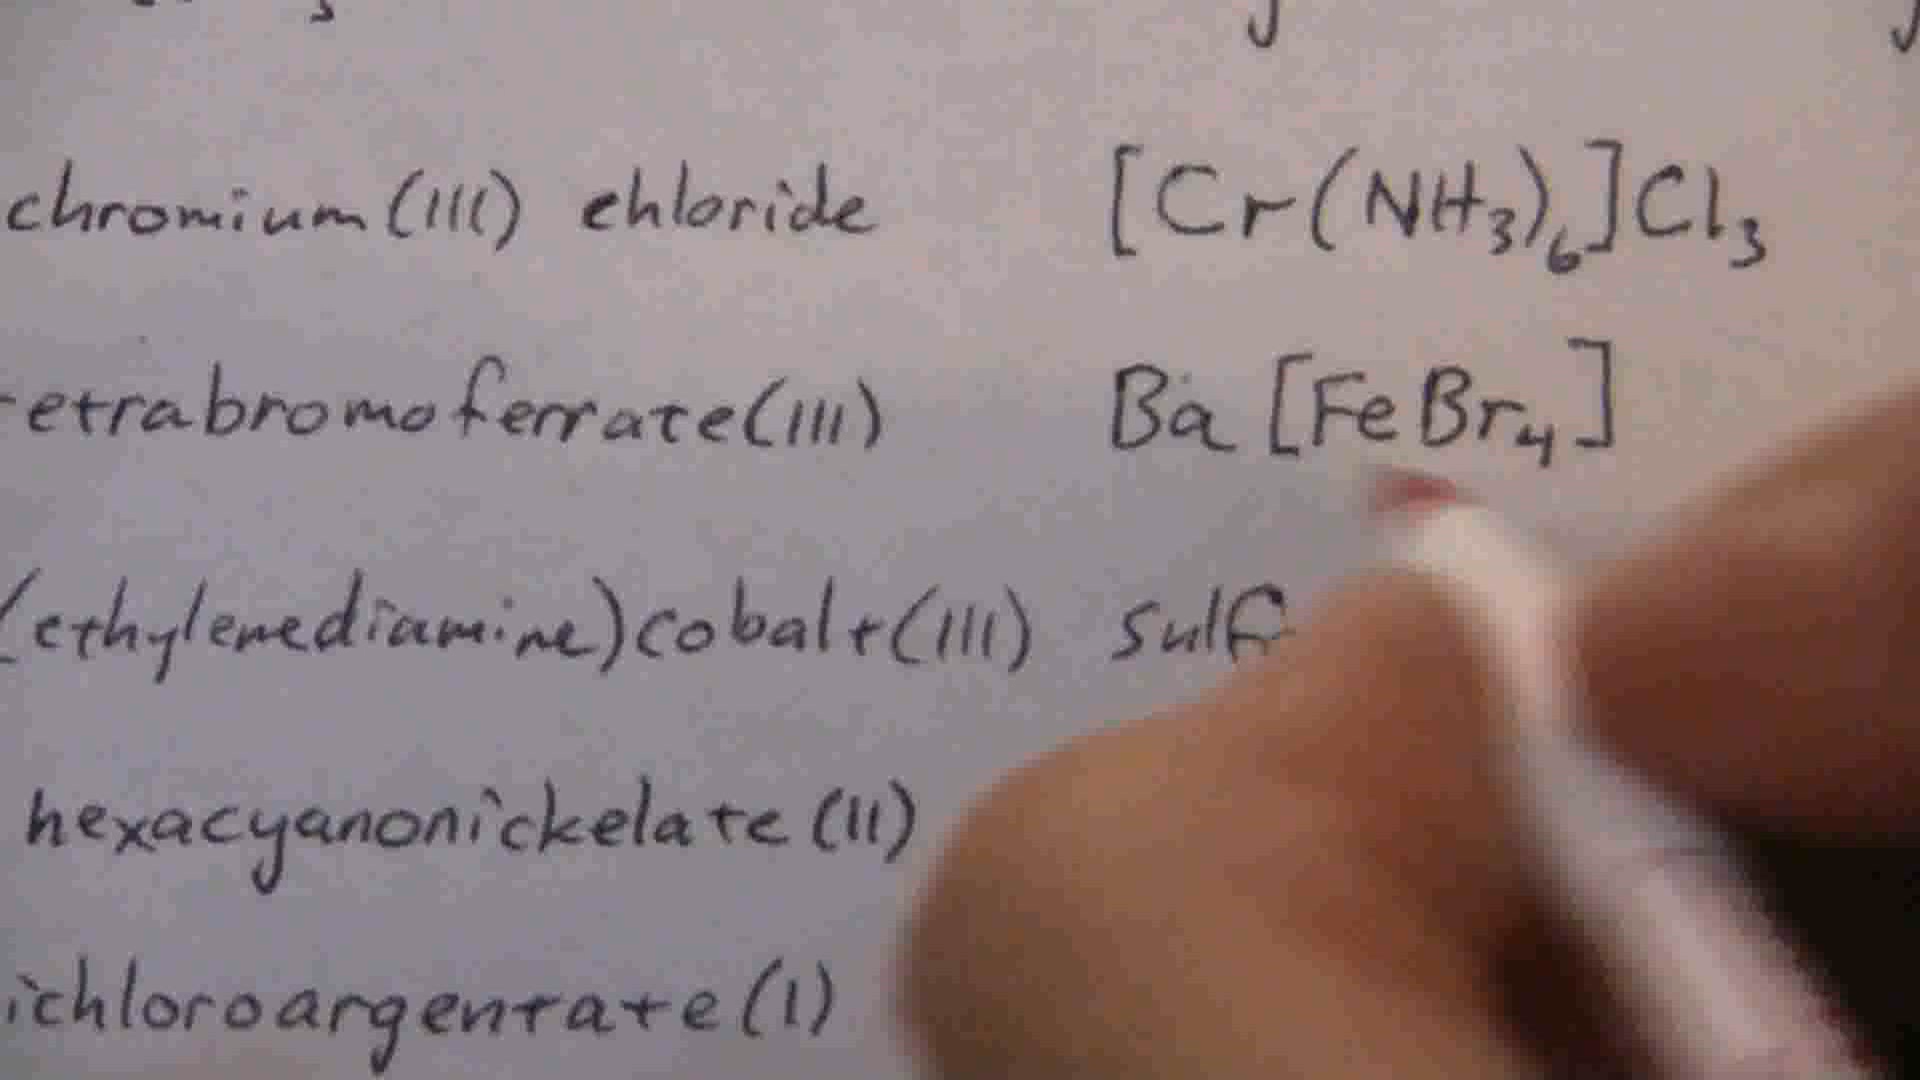 chromium(III) chloride [Cr(NH₃)₆]Cl₃
etrabromoferrate(III) Ba[FeBr₄]
(ethylenediamine)cobalt(III) sulf
hexacyanonickelate(II)
ichloroargentate(I)